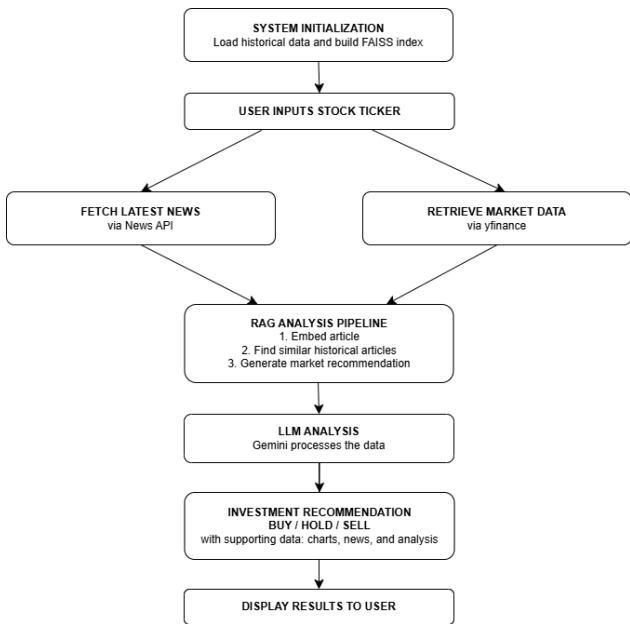 SYSTEM INITIALIZATION
Load historical data and build FAISS index
USER INPUTS STOCK TICKER
FETCH LATEST NEWS
via News API
RETRIEVE MARKET DATA
via yfinance
RAG ANALYSIS PIPELINE
1. Embed article
2. Find similar historical articles
3. Generate market recommendation
LLM ANALYSIS
Gemini processes the data
INVESTMENT RECOMMENDATION
BUY / HOLD / SELL
with supporting data: charts, news, and analysis
DISPLAY RESULTS TO USER